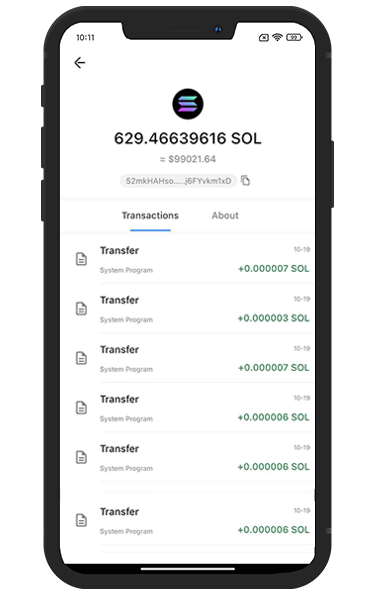 10:11
99
629.46639616 SOL
≈ $99021.64
52mkHAHso.....j6FYvkm1xD
Transactions About
Transfer 10-19
System Program +0.000007 SOL
Transfer 10-19
System Program +0.000003 SOL
Transfer 10-19
System Program +0.000007 SOL
Transfer 10-19
System Program +0.000006 SOL
Transfer 10-19
System Program +0.000006 SOL
Transfer 10-19
System Program +0.000006 SOL